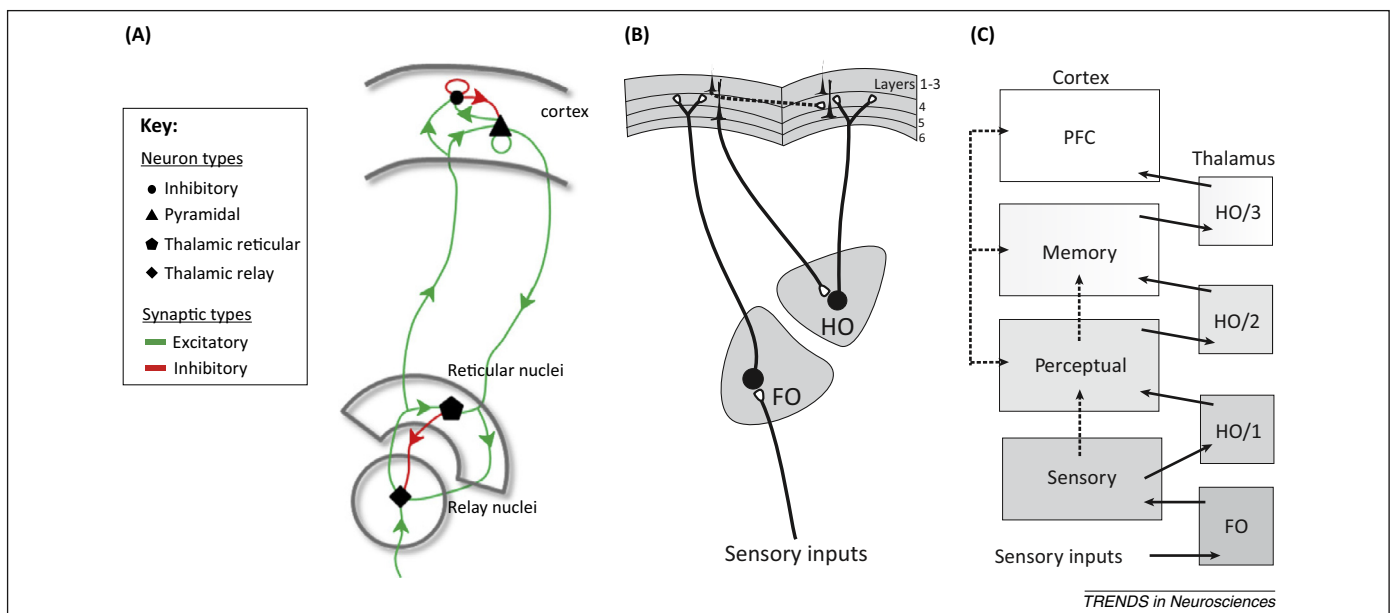 (A)
Key:
Neuron types
Inhibitory
Pyramidal
Thalamic reticular
Thalamic relay
Synaptic types
Excitatory
Inhibitory
cortex
Reticular nuclei
Relay nuclei
(B)
Layers 1-3
4
5
6
HO
FO
Sensory inputs
(C)
Cortex
PFC
Thalamus
HO/3
Memory
HO/2
Perceptual
HO/1
Sensory
FO
Sensory inputs
TRENDS in Neurosciences